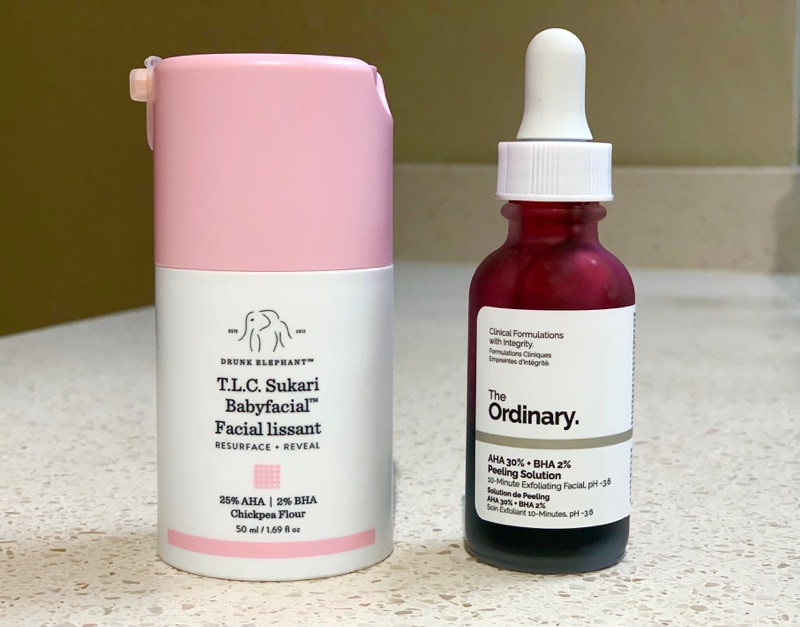 ESTE 2012
DRUNK ELEPHANT™
T.L.C. Sukari
Babyfacial™
Facial lissant
RESURFACE + REVEAL
25% AHA | 2% BHA
Chickpea Flour
50 ml / 1.69 fl oz
Clinical Formulations
with Integrity.
Formulations Cliniques
Empreintes d'Intégrité.
The
Ordinary.
AHA 30% + BHA 2%
Peeling Solution
10-Minute Exfoliating Facial, pH ~3.6
Solution de Peeling
AHA 30% + BHA 2%
Soin Exfoliant 10-Minutes, pH ~3.6